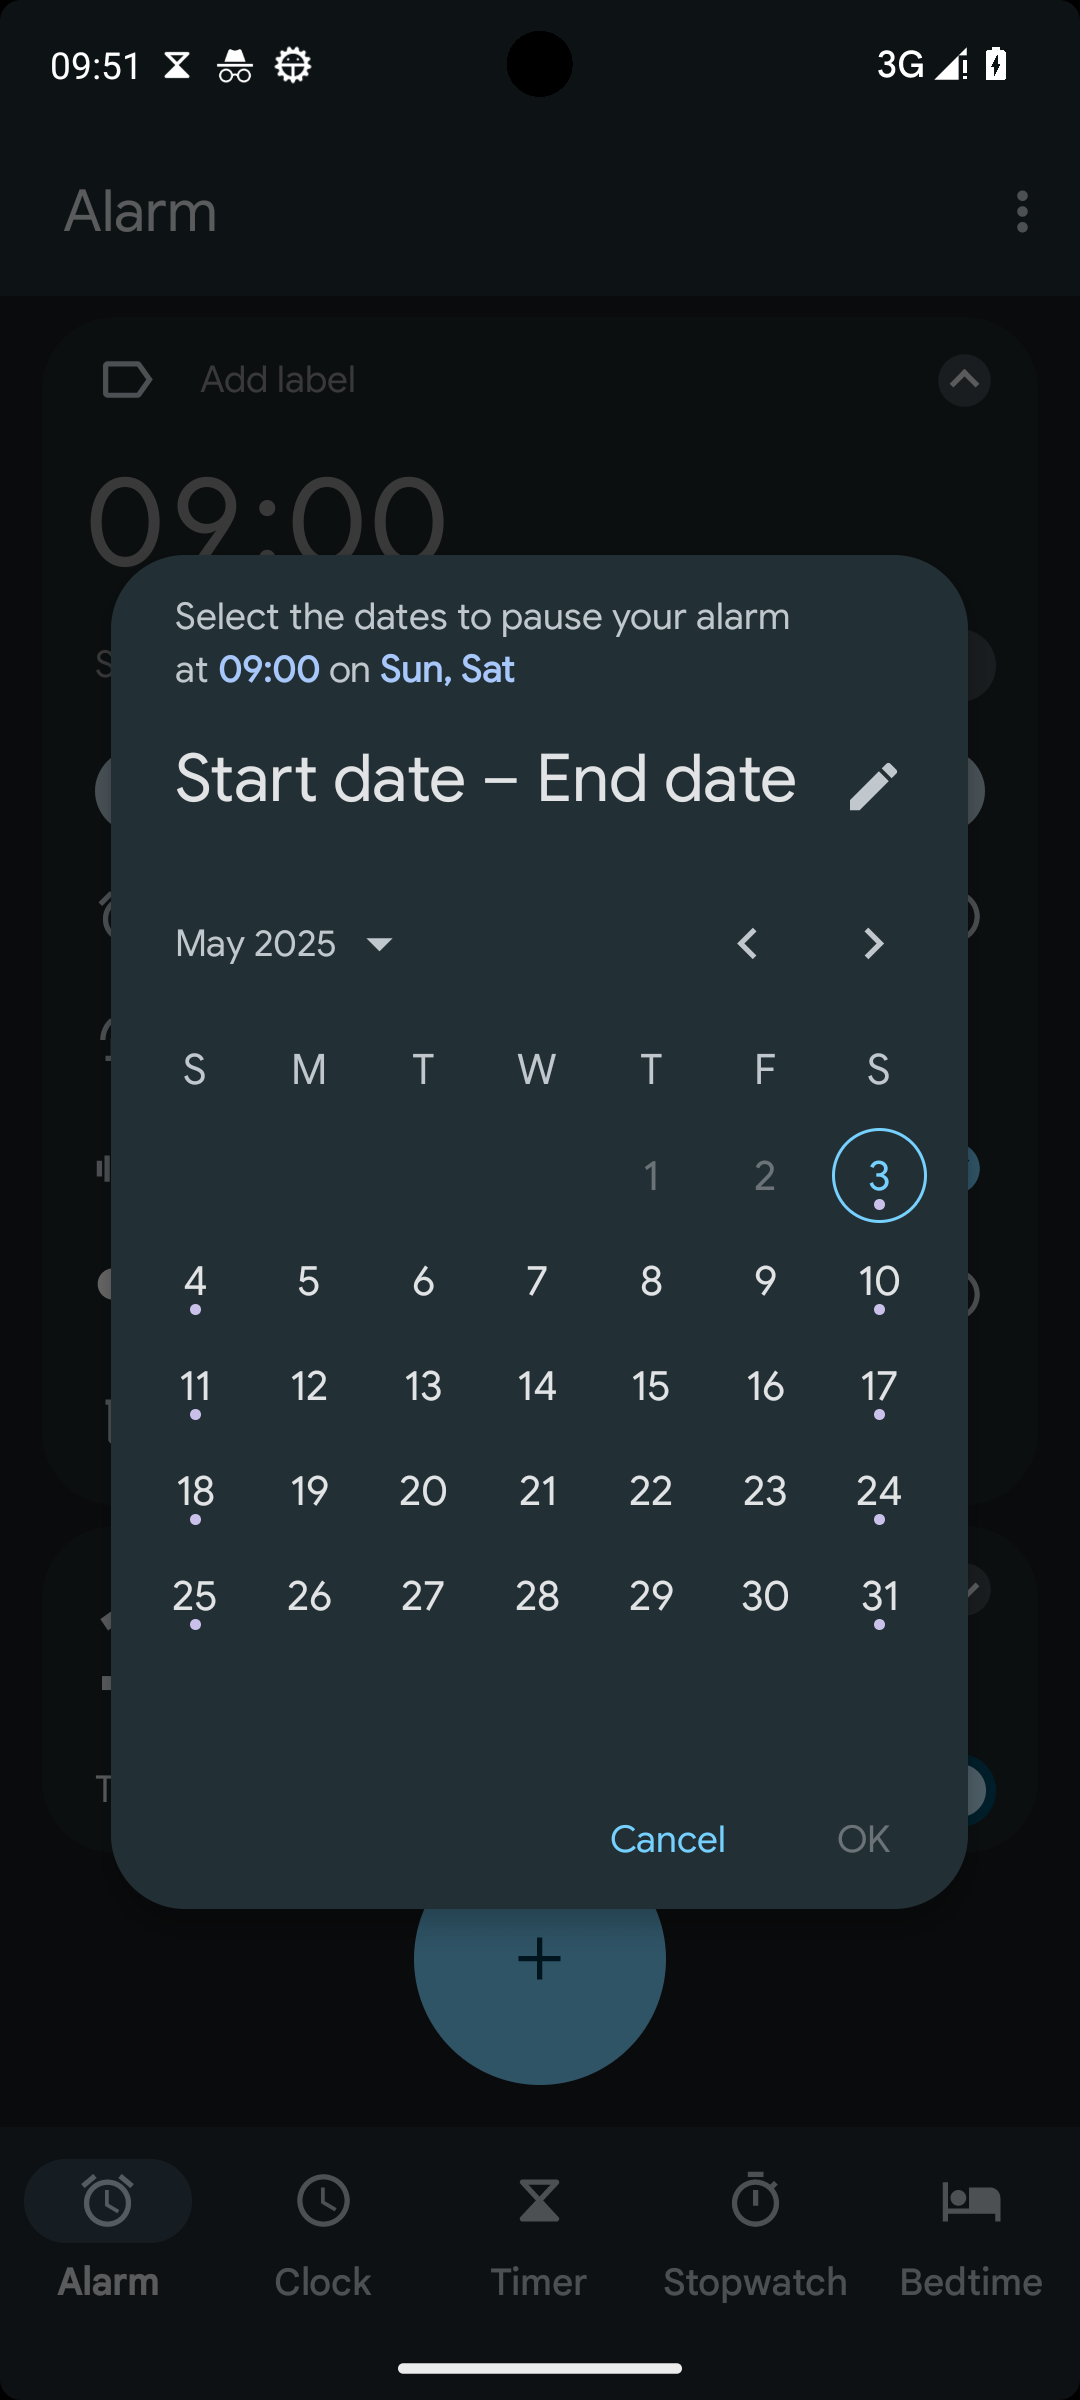 09:51
3G
Alarm
Add label
09:00
Select the dates to pause your alarm
at 09:00 on Sun, Sat
Start date – End date
May 2025
S M T W T F S
1 2 3
4 5 6 7 8 9 10
11 12 13 14 15 16 17
18 19 20 21 22 23 24
25 26 27 28 29 30 31
Cancel OK
Alarm Clock Timer Stopwatch Bedtime